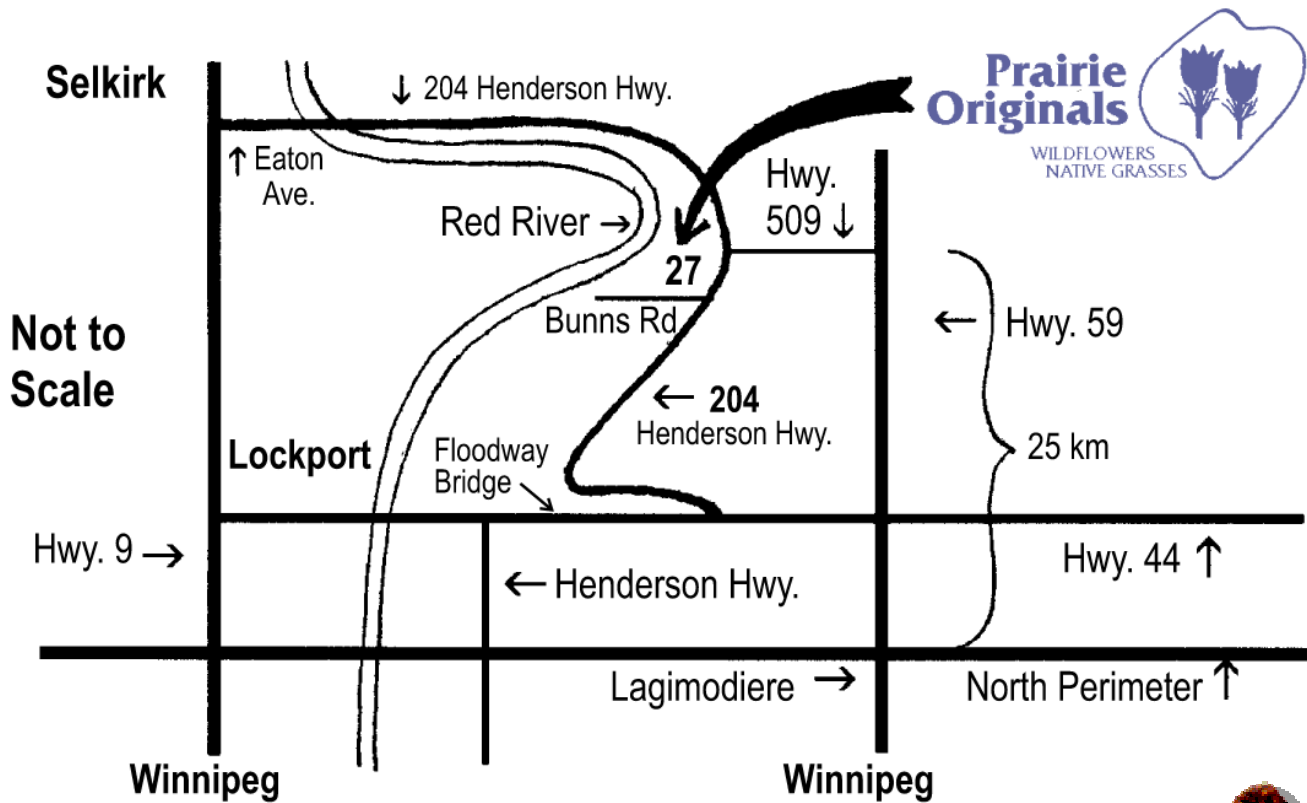 Selkirk
↓ 204 Henderson Hwy.
Prairie
Originals
WILDFLOWERS
NATIVE GRASSES
↑ Eaton
Ave.
Hwy.
509 ↓
Red River →
27
Bunns Rd
← Hwy. 59
Not to
Scale
← 204
Henderson Hwy.
25 km
Lockport
Floodway
Bridge
Hwy. 9 →
Hwy. 44 ↑
← Henderson Hwy.
Lagimodiere →
North Perimeter ↑
Winnipeg
Winnipeg